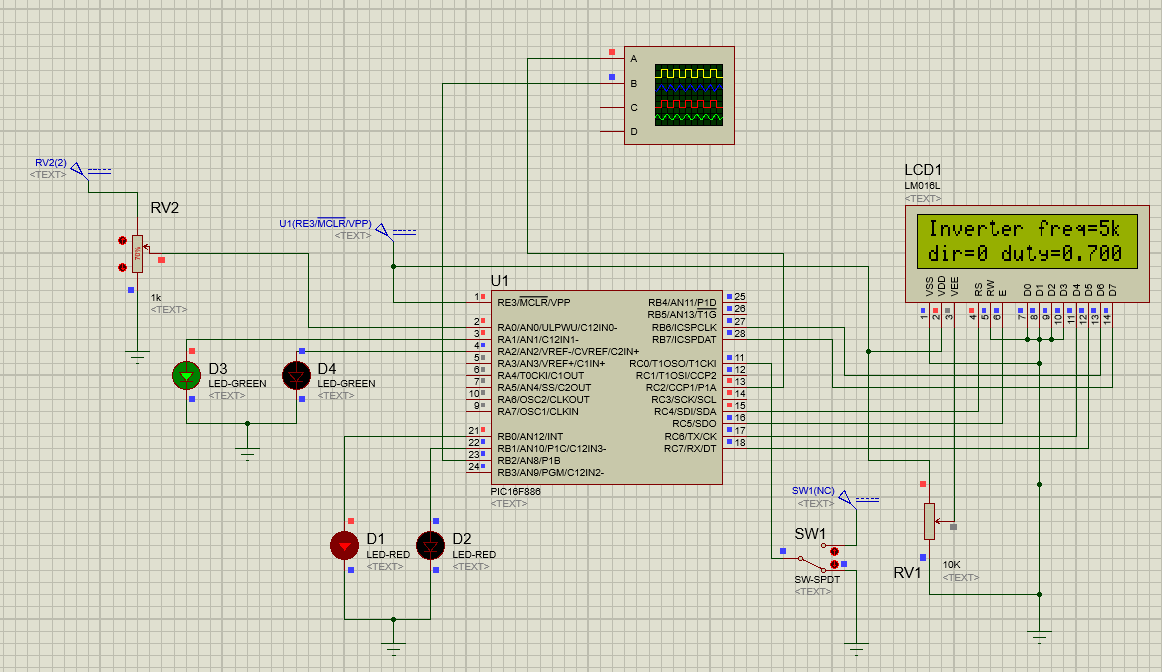 A
B
C
D
RV2(2)
<TEXT>
RV2
70%
1k
<TEXT>
U1(RE3/MCLR/VPP)
<TEXT>
LCD1
LM016L
<TEXT>
Inverter freq=5k
dir=0 duty=0.700
VSS VDD VEE RS RW E D0 D1 D2 D3 D4 D5 D6 D7
1 2 3 4 5 6 7 8 9 10 11 12 13 14
U1
1 RE3/MCLR/VPP
2 RA0/AN0/ULPWU/C12IN0-
3 RA1/AN1/C12IN1-
4 RA2/AN2/VREF-/CVREF/C2IN+
5 RA3/AN3/VREF+/C1IN+
6 RA4/T0CKI/C1OUT
7 RA5/AN4/SS/C2OUT
10 RA6/OSC2/CLKOUT
9 RA7/OSC1/CLKIN
21 RB0/AN12/INT
22 RB1/AN10/P1C/C12IN3-
23 RB2/AN8/P1B
24 RB3/AN9/PGM/C12IN2-
RB4/AN11/P1D 25
RB5/AN13/T1G 26
RB6/ICSPCLK 27
RB7/ICSPDAT 28
RC0/T1OSO/T1CKI 11
RC1/T1OSI/CCP2 12
RC2/CCP1/P1A 13
RC3/SCK/SCL 14
RC4/SDI/SDA 15
RC5/SDO 16
RC6/TX/CK 17
RC7/RX/DT 18
PIC16F886
<TEXT>
D3
LED-GREEN
<TEXT>
D4
LED-GREEN
<TEXT>
D1
LED-RED
<TEXT>
D2
LED-RED
<TEXT>
SW1(NC)
<TEXT>
SW1
SW-SPDT
<TEXT>
RV1
10K
<TEXT>